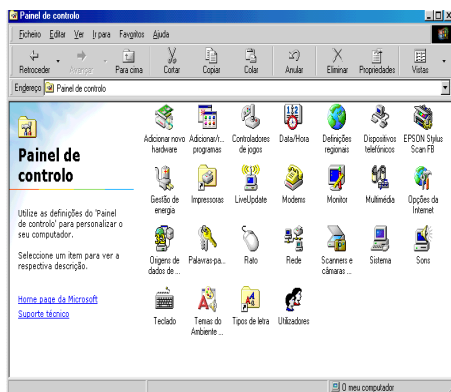 Painel de controlo
Ficheiro Editar Ver Ir para Favoritos Ajuda
Retroceder Avançar Para cima Cortar Copiar Colar Anular Eliminar Propriedades Vistas
Endereço Painel de controlo
Painel de
controlo
Utilize as definições do 'Painel
de controlo' para personalizar o
seu computador.
Seleccione um item para ver a
respectiva descrição.
Home page da Microsoft
Suporte técnico
Adicionar novo Adicionar/r... Controladores Data/Hora Definições Dispositivos EPSON Stylus
hardware programas de jogos regionais telefónicos Scan FB
Gestão de Impressoras LiveUpdate Modems Monitor Multimédia Opções da
energia Internet
Origens de Palavras-pa... Rato Rede Scanners e Sistema Sons
dados de ... câmaras ...
Teclado Temas do Tipos de letra Utilizadores
Ambiente ...
O meu computador